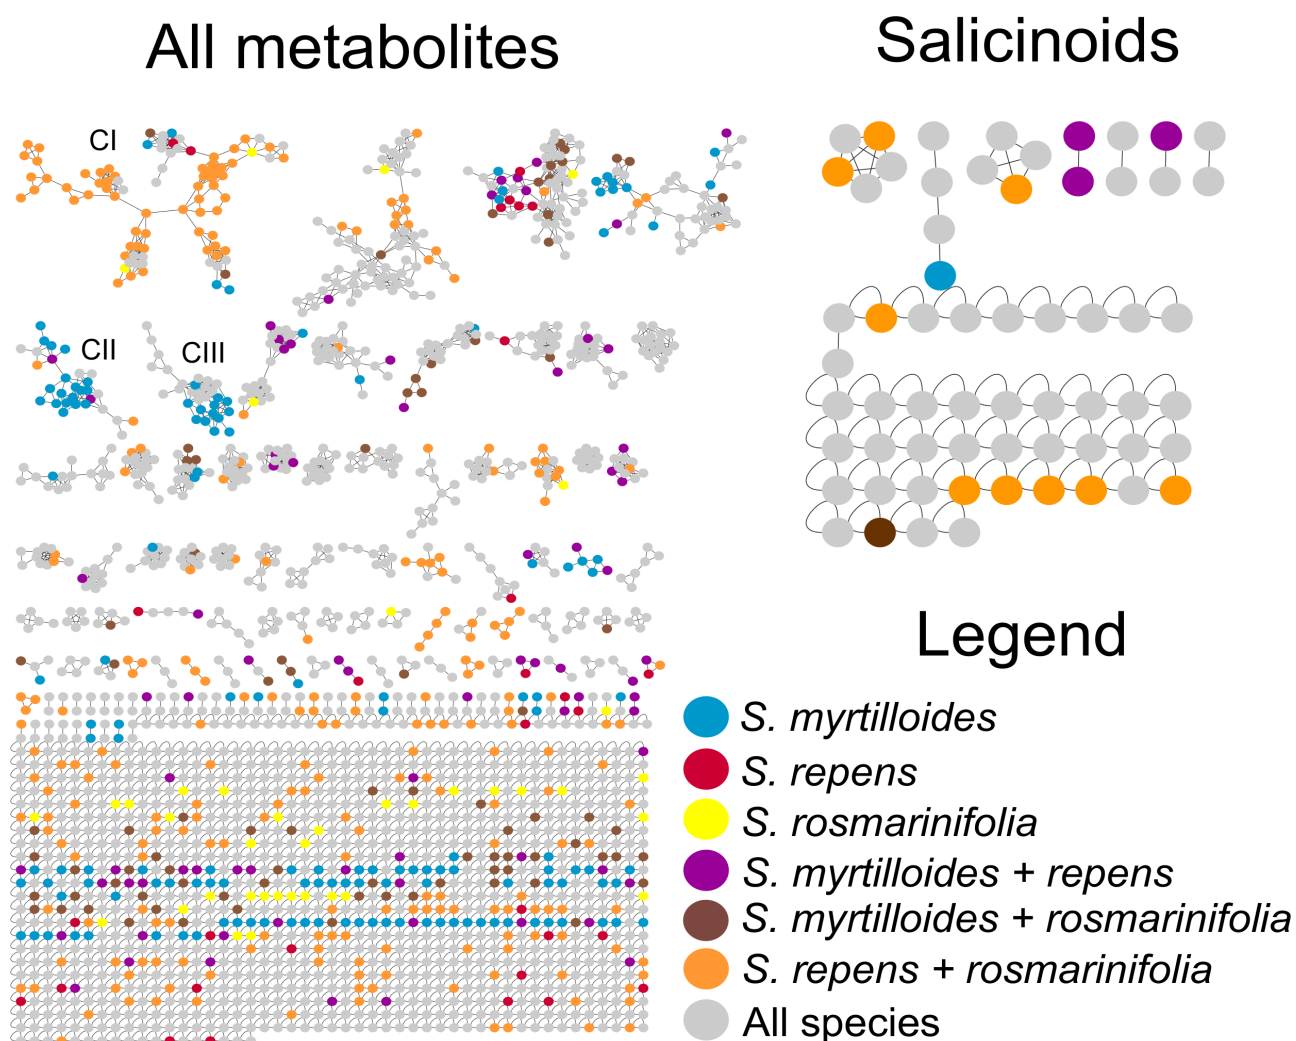 All metabolites
Salicinoids
CI
CII
CIII
Legend
S. myrtilloides
S. repens
S. rosmarinifolia
S. myrtilloides + repens
S. myrtilloides + rosmarinifolia
S. repens + rosmarinifolia
All species